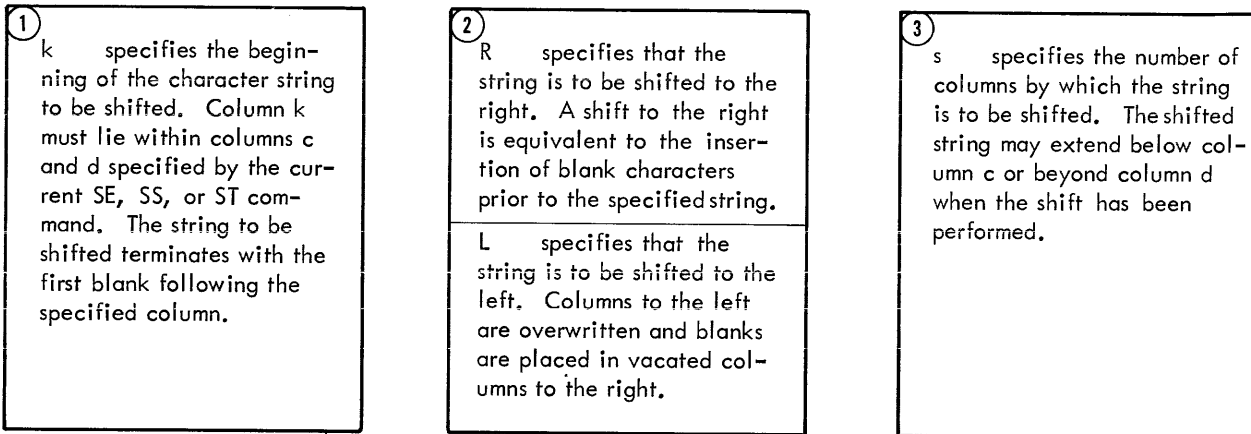 1
k specifies the begin-
ning of the character string
to be shifted. Column k
must lie within columns c
and d specified by the cur-
rent SE, SS, or ST com-
mand. The string to be
shifted terminates with the
first blank following the
specified column.
2
R specifies that the
string is to be shifted to the
right. A shift to the right
is equivalent to the inser-
tion of blank characters
prior to the specified string.
L specifies that the
string is to be shifted to the
left. Columns to the left
are overwritten and blanks
are placed in vacated col-
umns to the right.
3
s specifies the number of
columns by which the string
is to be shifted. The shifted
string may extend below col-
umn c or beyond column d
when the shift has been
performed.